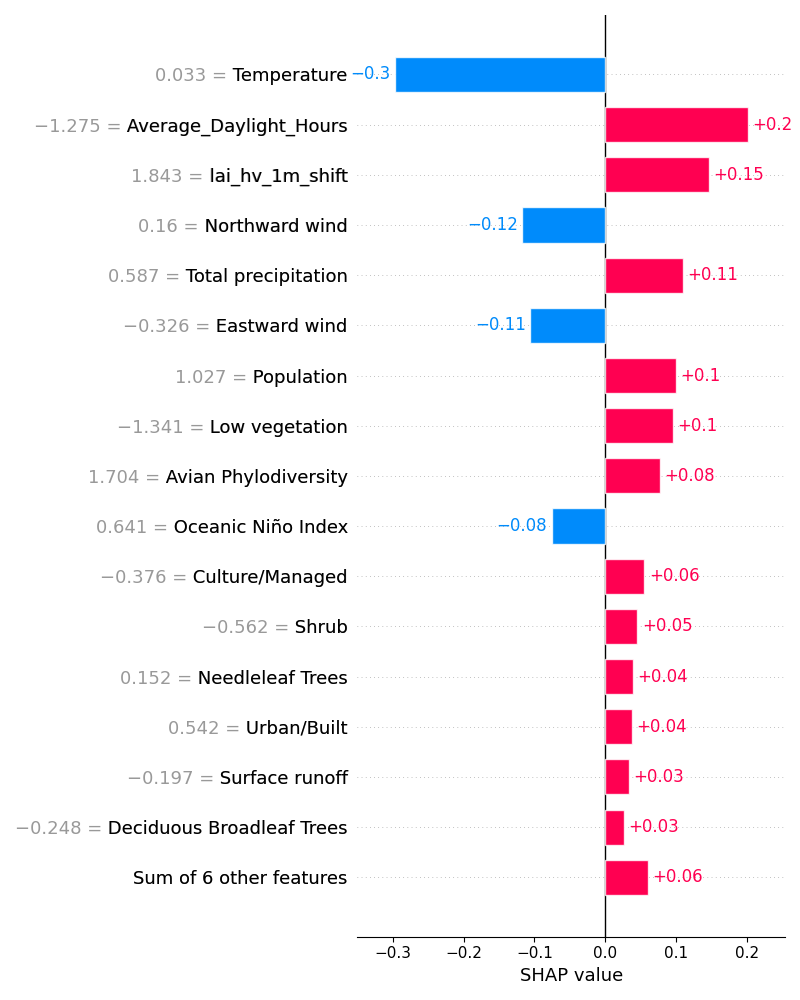 0.033 = Temperature −0.3
−1.275 = Average_Daylight_Hours +0.2
1.843 = lai_hv_1m_shift +0.15
0.16 = Northward wind −0.12
0.587 = Total precipitation +0.11
−0.326 = Eastward wind −0.11
1.027 = Population +0.1
−1.341 = Low vegetation +0.1
1.704 = Avian Phylodiversity +0.08
0.641 = Oceanic Niño Index −0.08
−0.376 = Culture/Managed +0.06
−0.562 = Shrub +0.05
0.152 = Needleleaf Trees +0.04
0.542 = Urban/Built +0.04
−0.197 = Surface runoff +0.03
−0.248 = Deciduous Broadleaf Trees +0.03
Sum of 6 other features +0.06
−0.3 −0.2 −0.1 0.0 0.1 0.2
SHAP value